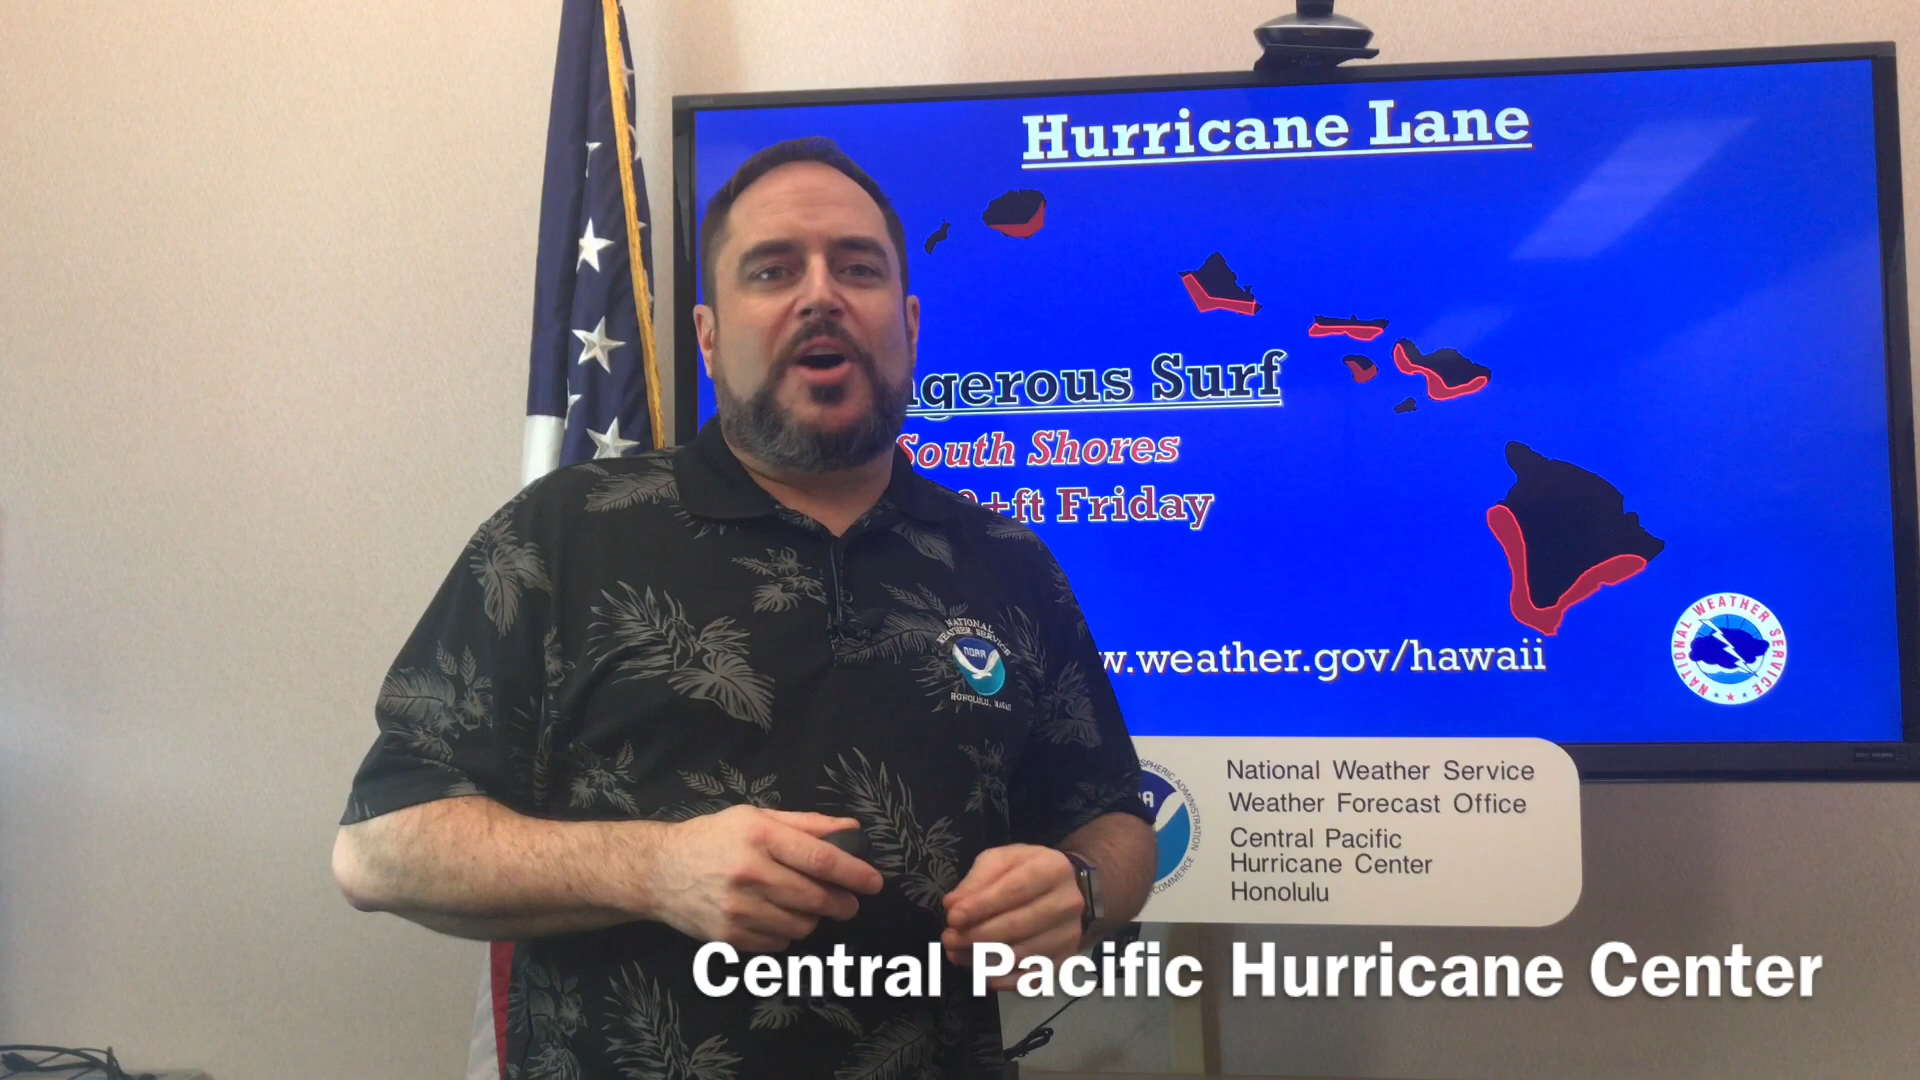 Hurricane Lane
gerous Surf
South Shores
+ft Friday
w.weather.gov/hawaii
NATIONAL WEATHER SERVICE
NATIONAL
WEATHER SERVICE
NOAA
HONOLULU, HAWAII
National Weather Service
Weather Forecast Office
Central Pacific
Hurricane Center
Honolulu
Central Pacific Hurricane Center